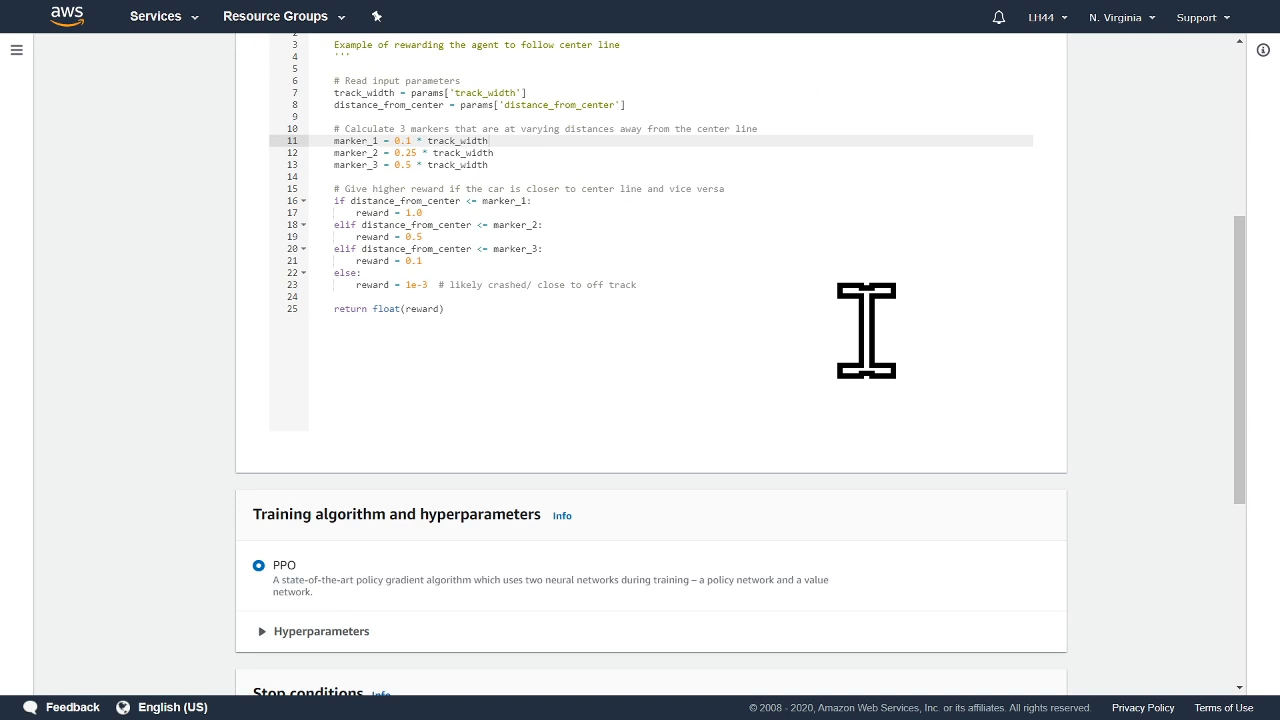 aws Services Resource Groups LH44 N. Virginia Support
2
3 Example of rewarding the agent to follow center line
4 '''
5
6 # Read input parameters
7 track_width = params['track_width']
8 distance_from_center = params['distance_from_center']
9
10 # Calculate 3 markers that are at varying distances away from the center line
11 marker_1 = 0.1 * track_width
12 marker_2 = 0.25 * track_width
13 marker_3 = 0.5 * track_width
14
15 # Give higher reward if the car is closer to center line and vice versa
16 if distance_from_center <= marker_1:
17 reward = 1.0
18 elif distance_from_center <= marker_2:
19 reward = 0.5
20 elif distance_from_center <= marker_3:
21 reward = 0.1
22 else:
23 reward = 1e-3 # likely crashed/ close to off track
24
25 return float(reward)
Training algorithm and hyperparameters Info
PPO
A state-of-the-art policy gradient algorithm which uses two neural networks during training – a policy network and a value
network.
Hyperparameters
Stop conditions Info
Feedback English (US) © 2008 - 2020, Amazon Web Services, Inc. or its affiliates. All rights reserved. Privacy Policy Terms of Use